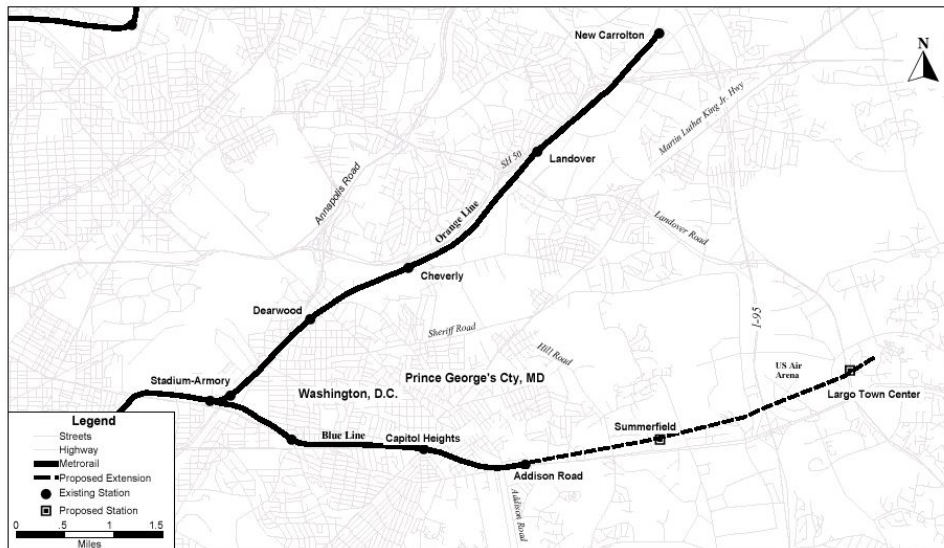 New Carrolton
N
Martin Luther King Jr. Hwy
SH 50
Landover
Annapolis Road
Orange Line
Landover Road
Cheverly
Dearwood
Sheriff Road
Hill Road
I-95
US Air
Arena
Stadium-Armory
Washington, D.C.
Prince George's Cty, MD
Largo Town Center
Summerfield
Blue Line
Capitol Heights
Addison Road
Addison Road
Legend
Streets
Highway
Metrorail
Proposed Extension
Existing Station
Proposed Station
0 .5 1 1.5
Miles